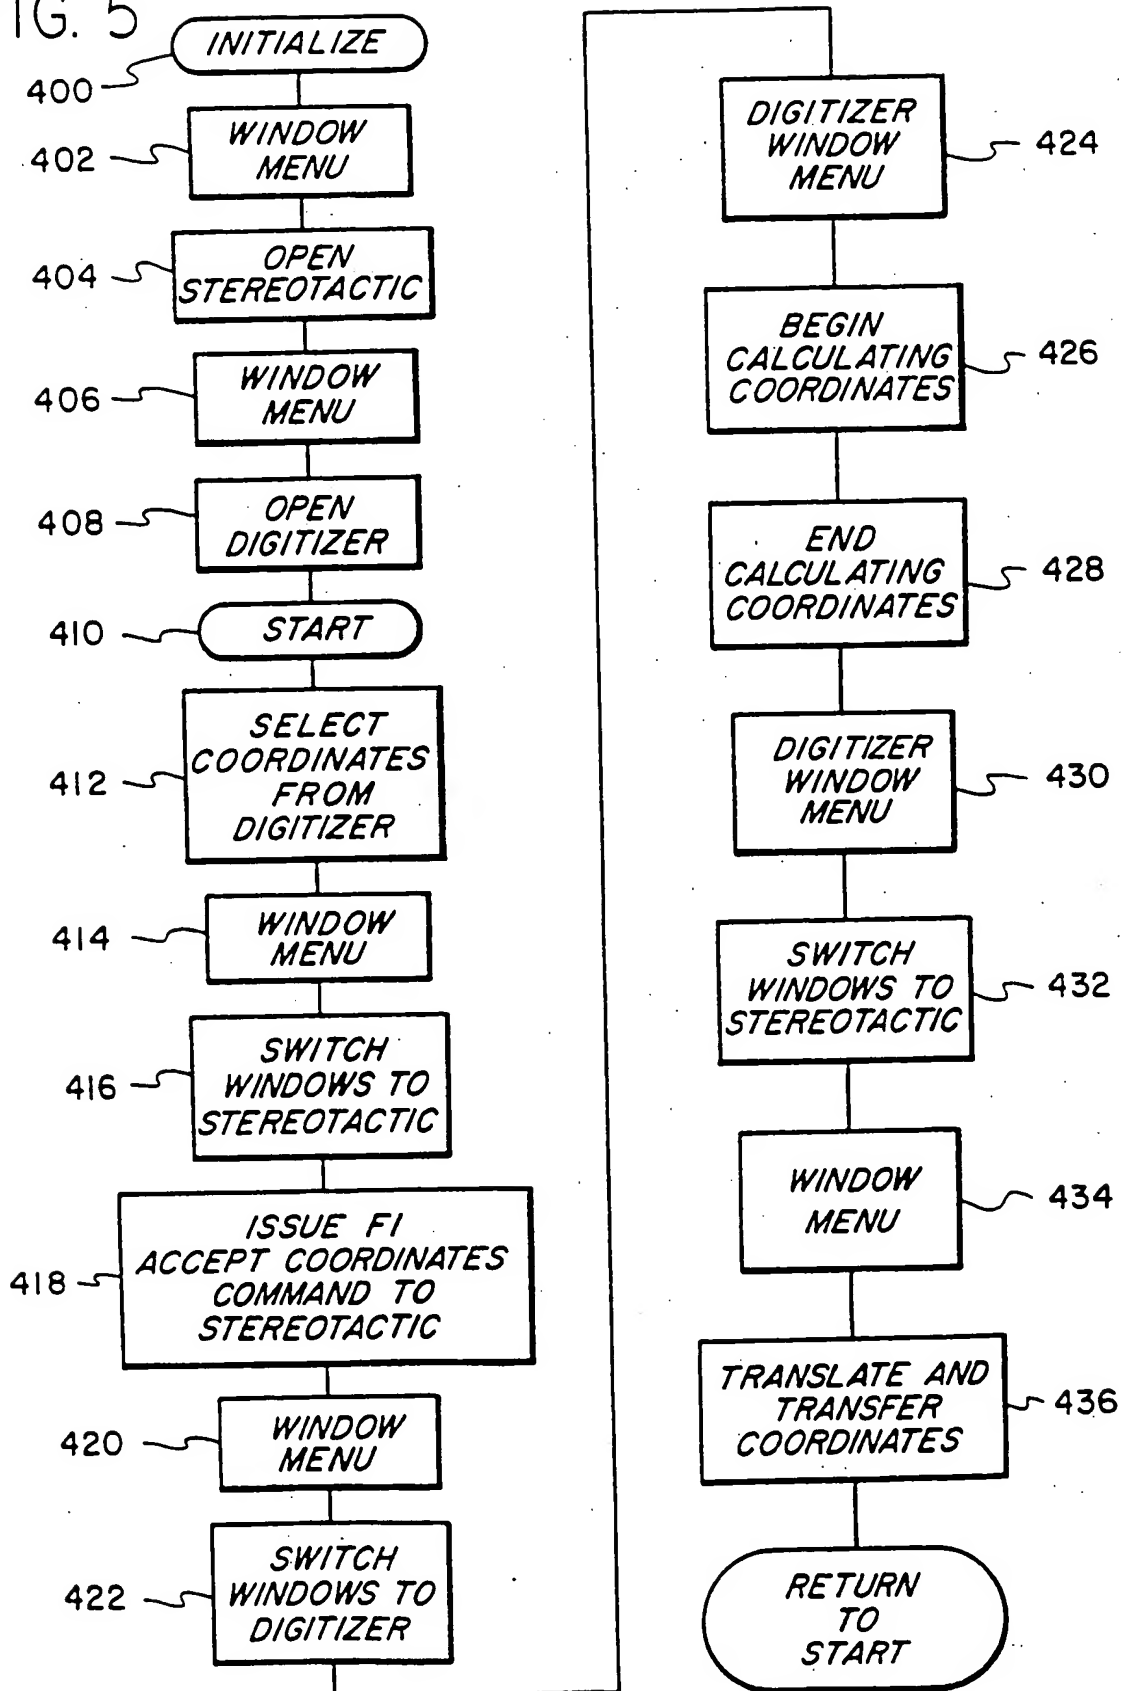 IG. 5
INITIALIZE
400
WINDOW
MENU
402
OPEN
STEREOTACTIC
404
WINDOW
MENU
406
OPEN
DIGITIZER
408
START
410
SELECT
COORDINATES
FROM
DIGITIZER
412
WINDOW
MENU
414
SWITCH
WINDOWS TO
STEREOTACTIC
416
ISSUE F1
ACCEPT COORDINATES
COMMAND TO
STEREOTACTIC
418
WINDOW
MENU
420
SWITCH
WINDOWS TO
DIGITIZER
422
DIGITIZER
WINDOW
MENU
424
BEGIN
CALCULATING
COORDINATES
426
END
CALCULATING
COORDINATES
428
DIGITIZER
WINDOW
MENU
430
SWITCH
WINDOWS TO
STEREOTACTIC
432
WINDOW
MENU
434
TRANSLATE AND
TRANSFER
COORDINATES
436
RETURN
TO
START